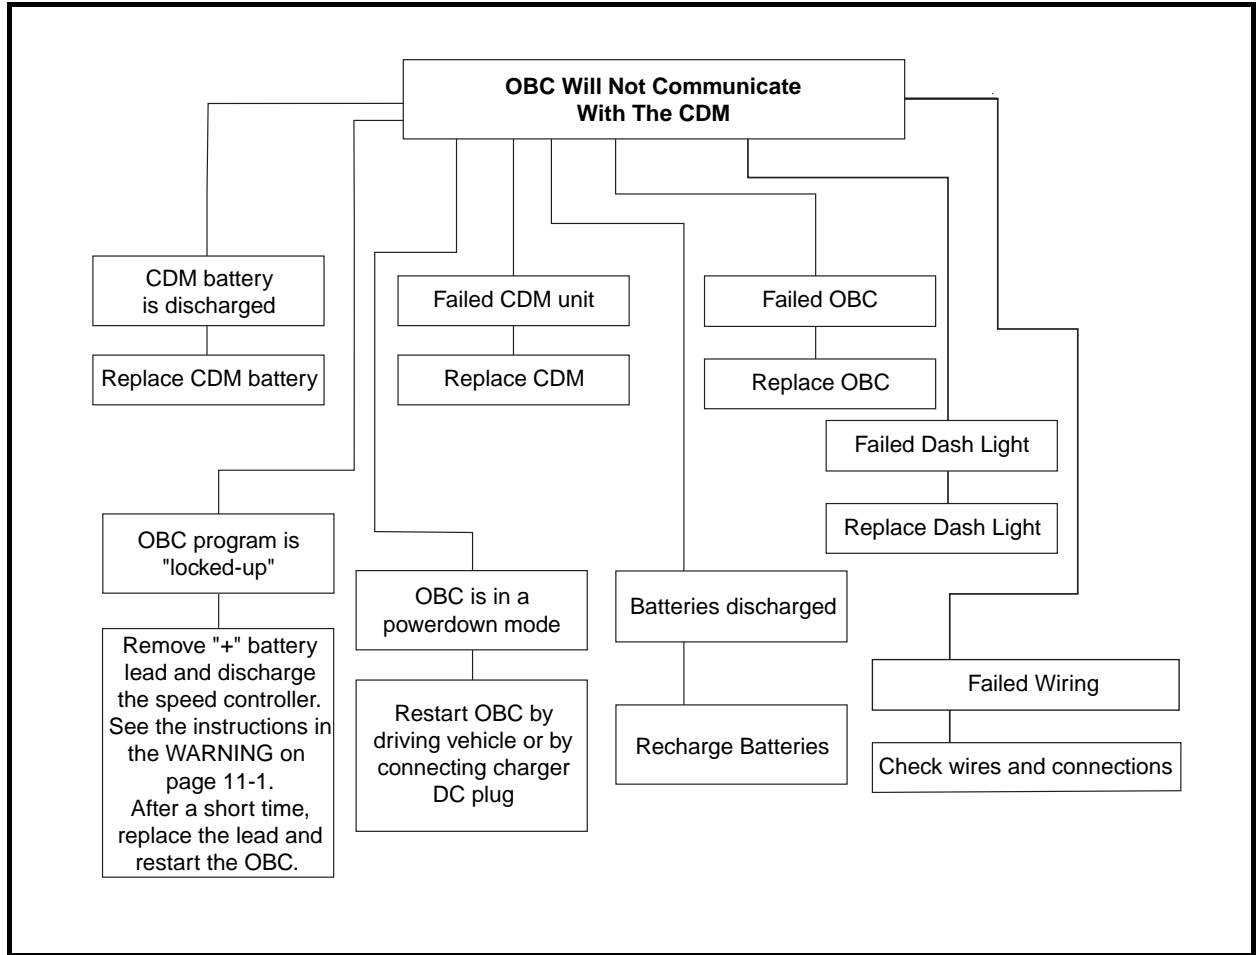 OBC Will Not Communicate
With The CDM
CDM battery
is discharged
Replace CDM battery
Failed CDM unit
Replace CDM
Failed OBC
Replace OBC
Failed Dash Light
Replace Dash Light
OBC program is
"locked-up"
Remove "+" battery
lead and discharge
the speed controller.
See the instructions in
the WARNING on
page 11-1.
After a short time,
replace the lead and
restart the OBC.
OBC is in a
powerdown mode
Restart OBC by
driving vehicle or by
connecting charger
DC plug
Batteries discharged
Recharge Batteries
Failed Wiring
Check wires and connections